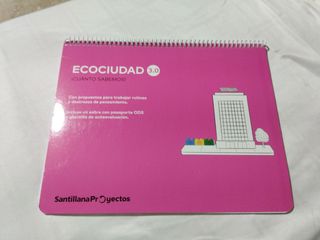 ECOCIUDAD 3.0
¿CUÁNTO SABEMOS?
Con propuestas para trabajar rutinas
y destrezas de pensamiento.
Incluye un sobre con pasaporte ODS
y plantilla de autoevaluación.
SantillanaProyectos